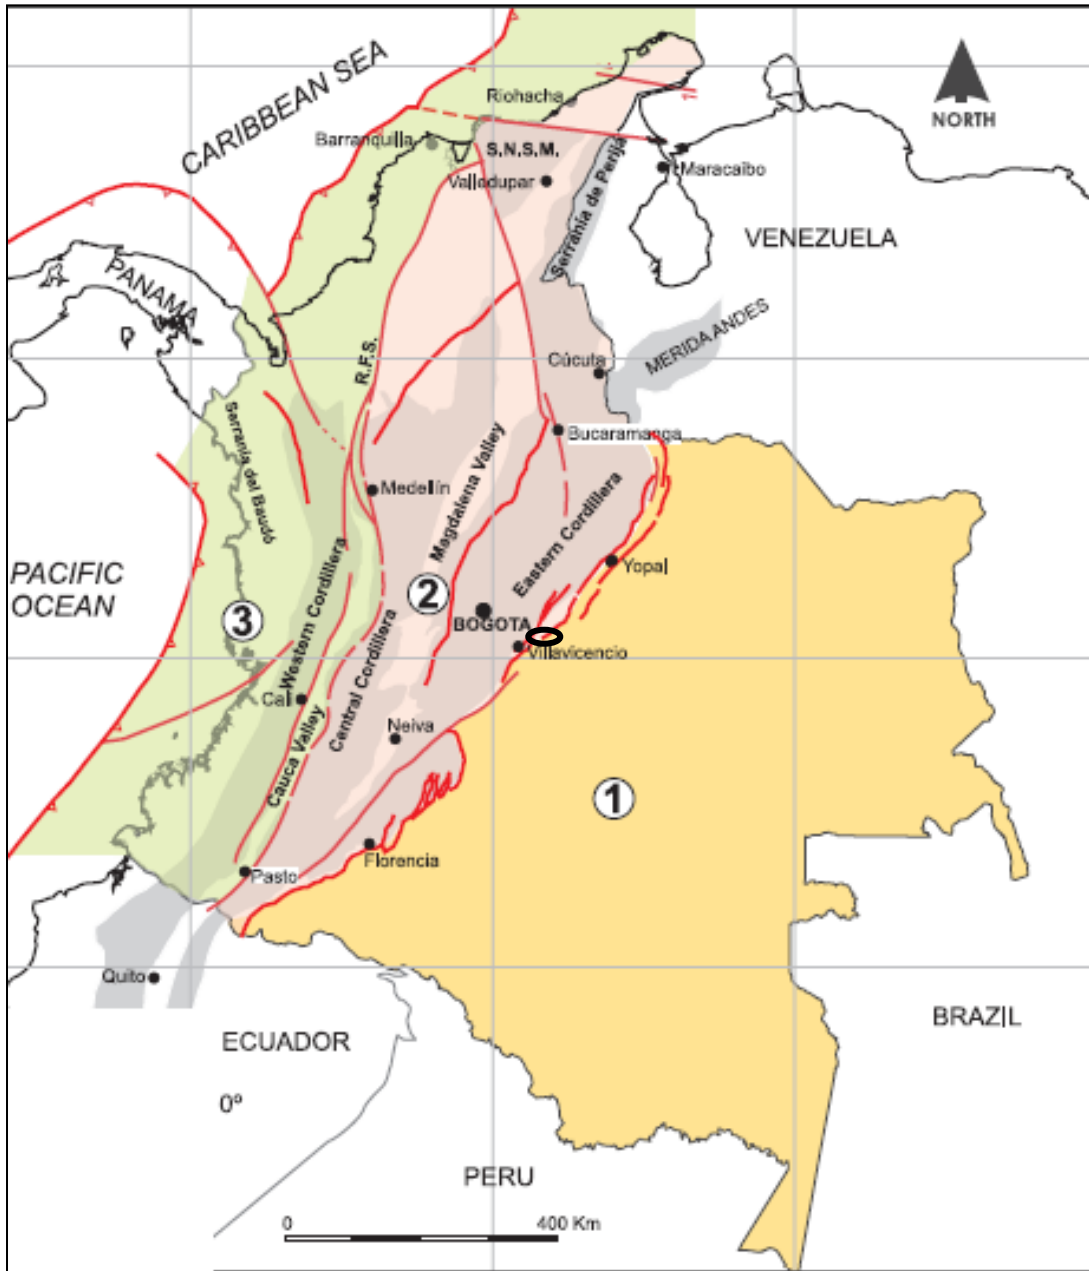 CARIBBEAN SEA
NORTH
Riohacha
Barranquilla
S.N.S.M.
Valledupar
Maracaibo
Serranía de Perijá
VENEZUELA
PANAMA
R.F.S.
Cúcuta
MERIDA ANDES
Serranía del Baudó
Bucaramanga
Magdalena Valley
Medellín
Eastern Cordillera
PACIFIC
OCEAN
Yopal
2
3
Western Cordillera
BOGOTA
Villavicencio
Central Cordillera
Cali
Neiva
Cauca Valley
1
Florencia
Pasto
Quito
ECUADOR
BRAZIL
0º
PERU
0
400 Km